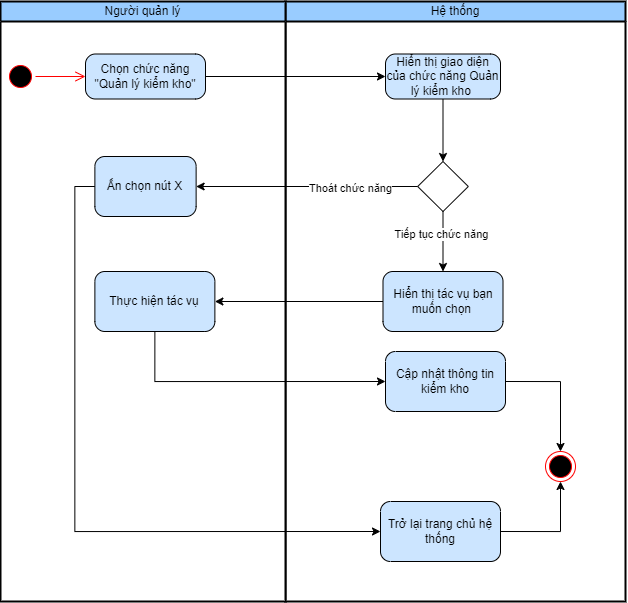 Người quản lý
Hệ thống
Chọn chức năng
"Quản lý kiểm kho"
Hiển thị giao diện
của chức năng Quản
lý kiểm kho
Ấn chọn nút X
Thoát chức năng
Tiếp tục chức năng
Thực hiện tác vụ
Hiển thị tác vụ bạn
muốn chọn
Cập nhật thông tin
kiểm kho
Trở lại trang chủ hệ
thống